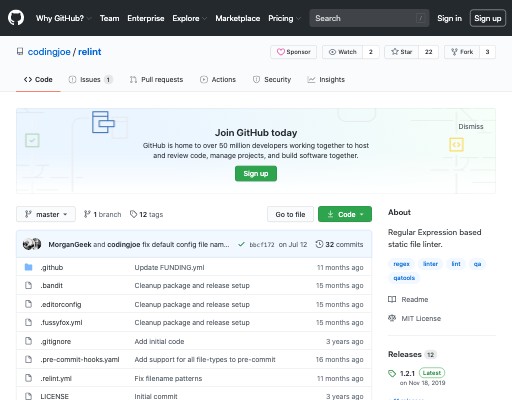 Why GitHub? Team Enterprise Explore Marketplace Pricing Search / Sign in Sign up
codingjoe / relint Sponsor Watch 2 Star 22 Fork 3
Code Issues 1 Pull requests Actions Security Insights
Join GitHub today
Dismiss
GitHub is home to over 50 million developers working together to host
and review code, manage projects, and build software together.
Sign up
master 1 branch 12 tags Go to file Code
MorganGeek and codingjoe fix default config file nam... bbcf172 on Jul 12 32 commits
.github Update FUNDING.yml 11 months ago
.bandit Cleanup package and release setup 15 months ago
.editorconfig Cleanup package and release setup 15 months ago
.fussyfox.yml Cleanup package and release setup 15 months ago
.gitignore Add initial code 3 years ago
.pre-commit-hooks.yaml Add support for all file-types to pre-commit 16 months ago
.relint.yml Fix filename patterns 11 months ago
LICENSE Initial commit 3 years ago
About
Regular Expression based
static file linter.
regex linter lint qa
qatools
Readme
MIT License
Releases 12
1.2.1 Latest
on Nov 18, 2019